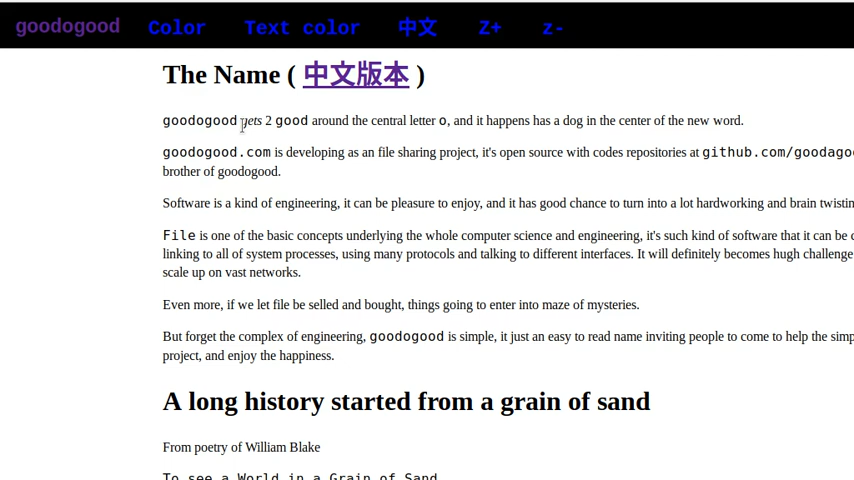 goodogood Color Text color 中文 Z+ z-
The Name ( 中文版本 )
goodogood gets 2 good around the central letter o, and it happens has a dog in the center of the new word.
goodogood.com is developing as an file sharing project, it's open source with codes repositories at github.com/goodago
brother of goodogood.
Software is a kind of engineering, it can be pleasure to enjoy, and it has good chance to turn into a lot hardworking and brain twistin
File is one of the basic concepts underlying the whole computer science and engineering, it's such kind of software that it can be
linking to all of system processes, using many protocols and talking to different interfaces. It will definitely becomes hugh challenge
scale up on vast networks.
Even more, if we let file be selled and bought, things going to enter into maze of mysteries.
But forget the complex of engineering, goodogood is simple, it just an easy to read name inviting people to come to help the simp
project, and enjoy the happiness.
A long history started from a grain of sand
From poetry of William Blake
To see a World in a Grain of Sand